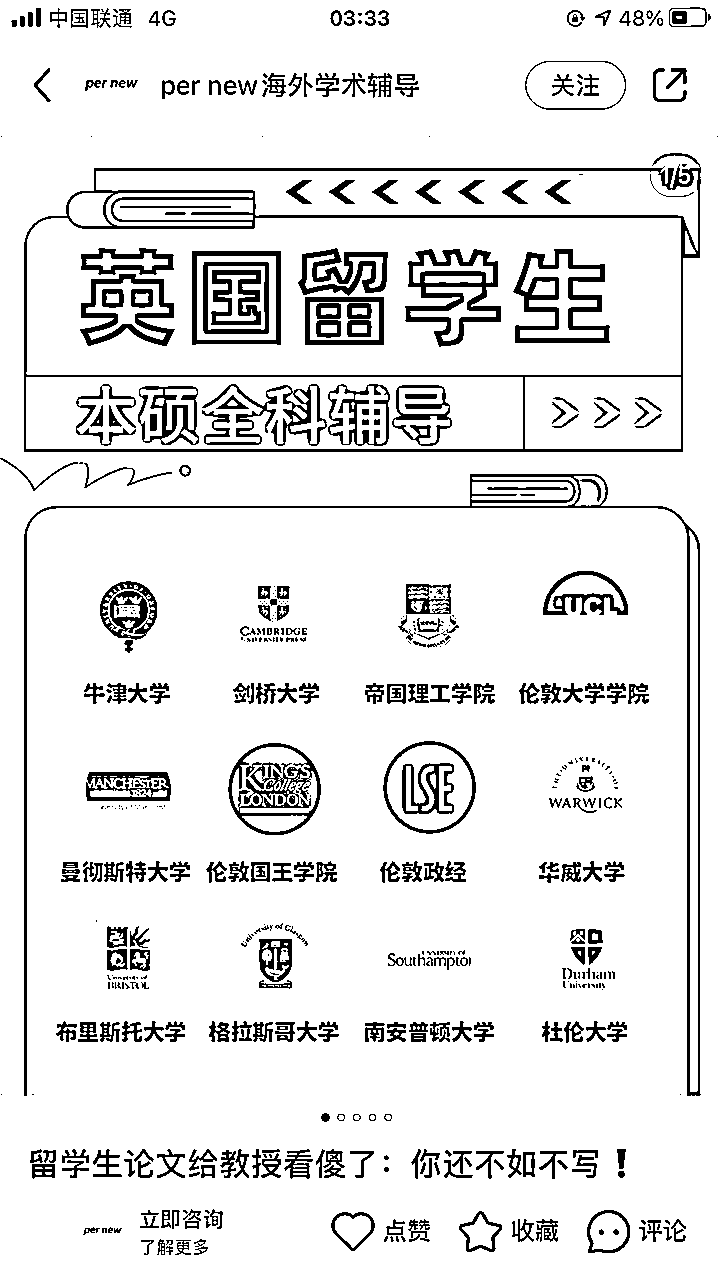 中国联通 4G 03:33 48%
per new per new海外学术辅导 关注
1/5
英国留学生
本硕全科辅导
CAMBRIDGE
UNIVERSITY PRESS
UCL
牛津大学 剑桥大学 帝国理工学院 伦敦大学学院
MANCHESTER
1824
KING'S
College
LONDON
LSE
THE UNIVERSITY OF
WARWICK
曼彻斯特大学 伦敦国王学院 伦敦政经 华威大学
University of
BRISTOL
University of Glasgow
UNIVERSITY OF
Southampton
Durham
University
布里斯托大学 格拉斯哥大学 南安普顿大学 杜伦大学
留学生论文给教授看傻了：你还不如不写！
per new 立即咨询 点赞 收藏 评论
了解更多